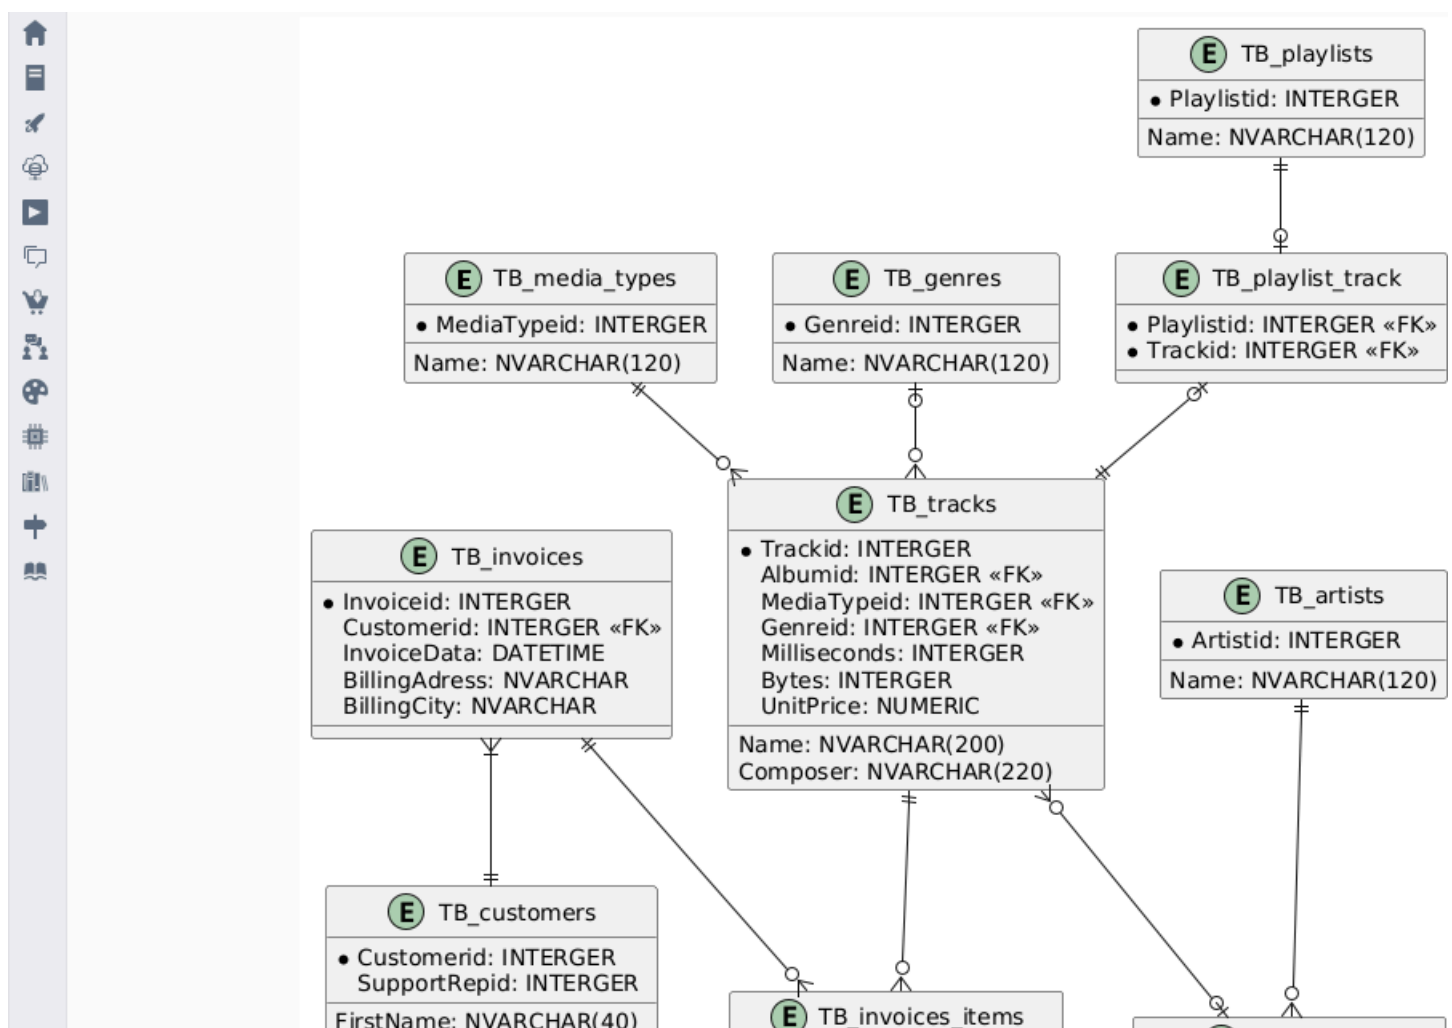 E TB_playlists
Playlistid: INTERGER
Name: NVARCHAR(120)
E TB_media_types
MediaTypeid: INTERGER
Name: NVARCHAR(120)
E TB_genres
Genreid: INTERGER
Name: NVARCHAR(120)
E TB_playlist_track
Playlistid: INTERGER «FK»
Trackid: INTERGER «FK»
E TB_tracks
Trackid: INTERGER
Albumid: INTERGER «FK»
MediaTypeid: INTERGER «FK»
Genreid: INTERGER «FK»
Milliseconds: INTERGER
Bytes: INTERGER
UnitPrice: NUMERIC
Name: NVARCHAR(200)
Composer: NVARCHAR(220)
E TB_invoices
Invoiceid: INTERGER
Customerid: INTERGER «FK»
InvoiceData: DATETIME
BillingAdress: NVARCHAR
BillingCity: NVARCHAR
E TB_artists
Artistid: INTERGER
Name: NVARCHAR(120)
E TB_customers
Customerid: INTERGER
SupportRepid: INTERGER
FirstName: NVARCHAR(40)
E TB_invoices_items